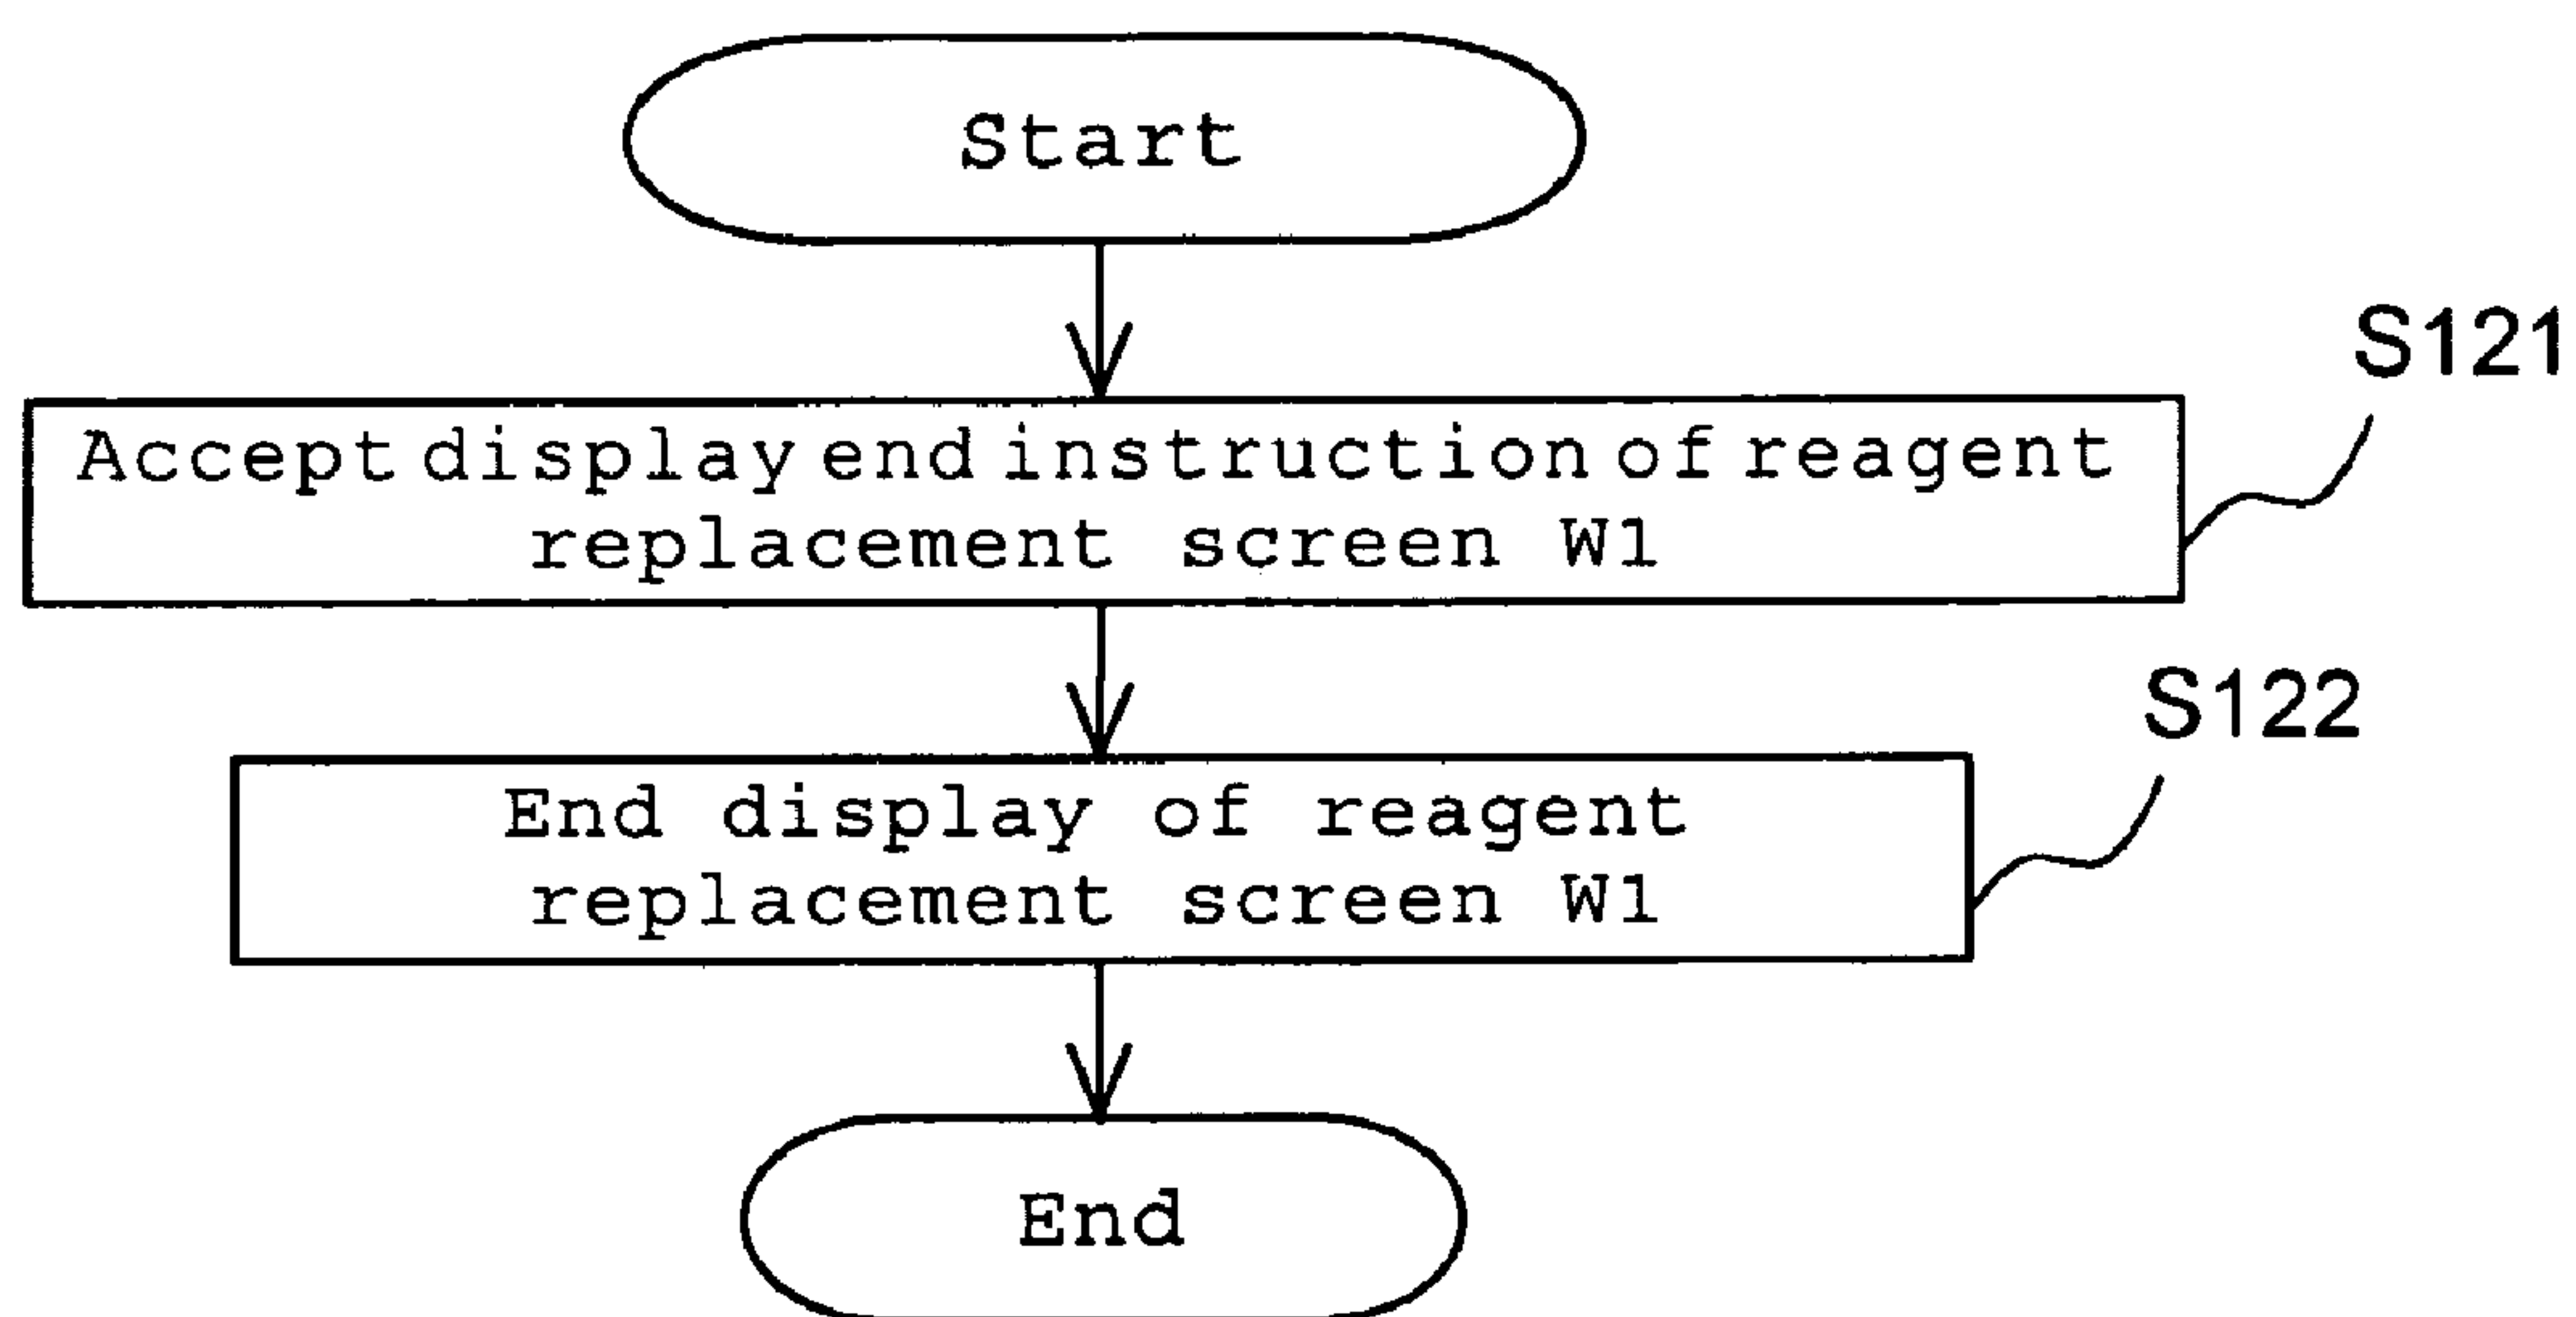 Start
S121
Accept display end instruction of reagent
replacement screen W1
S122
End display of reagent
replacement screen W1
End